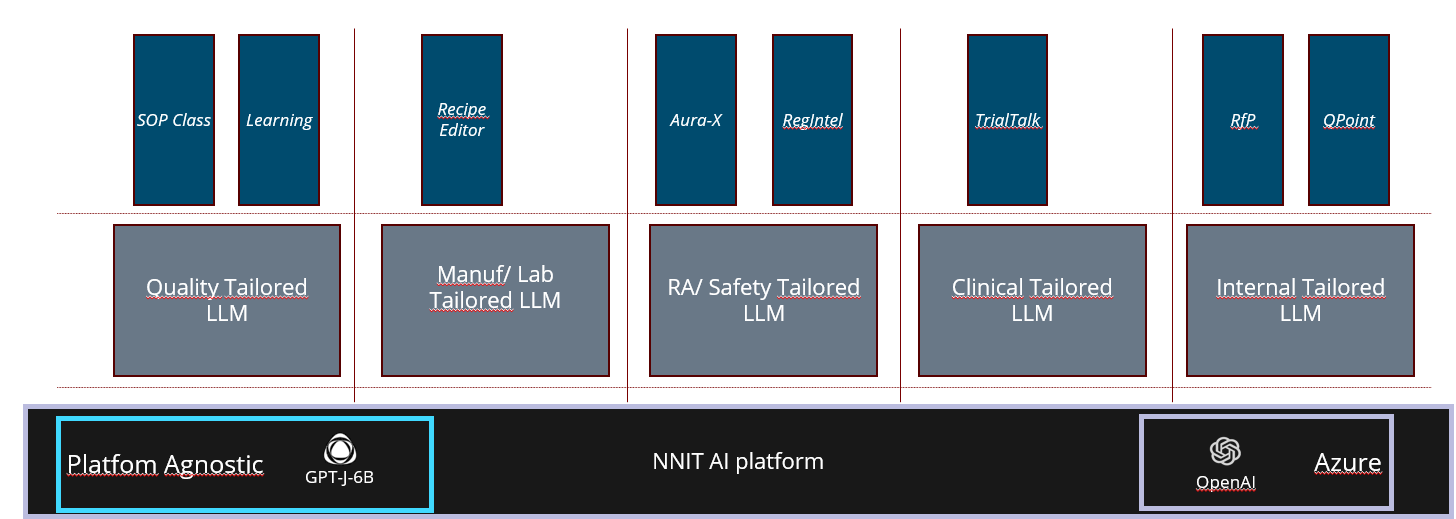 SOP Class
Learning
Recipe
Editor
Aura-X
RegIntel
TrialTalk
RfP
QPoint
Quality Tailored
LLM
Manuf/ Lab
Tailored LLM
RA/ Safety Tailored
LLM
Clinical Tailored
LLM
Internal Tailored
LLM
Platfom Agnostic
GPT-J-6B
NNIT AI platform
OpenAI
Azure